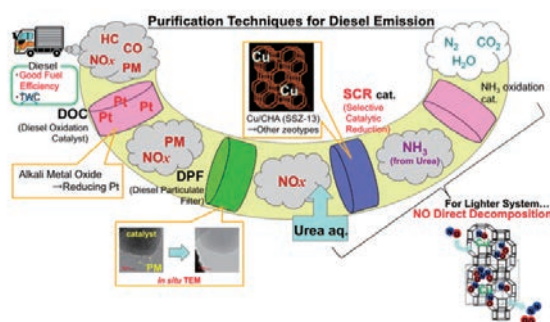 Purification Techniques for Diesel Emission
HC
CO
NOx
PM
Diesel
•Good Fuel
Efficiency
•TWC
Pt
Pt
Pt
DOC
(Diesel Oxidation
Catalyst)
Alkali Metal Oxide
→Reducing Pt
PM
NOx
DPF
(Diesel Particulate
Filter)
catalyst
PM
In situ TEM
NOx
Urea aq.
Cu
Cu
Cu/CHA (SSZ-13)
→Other zeotypes
SCR cat.
(Selective
Catalytic
Reduction)
NH3
(from Urea)
N2
CO2
H2O
NH3 oxidation
cat.
For Lighter System...
NO Direct Decomposition